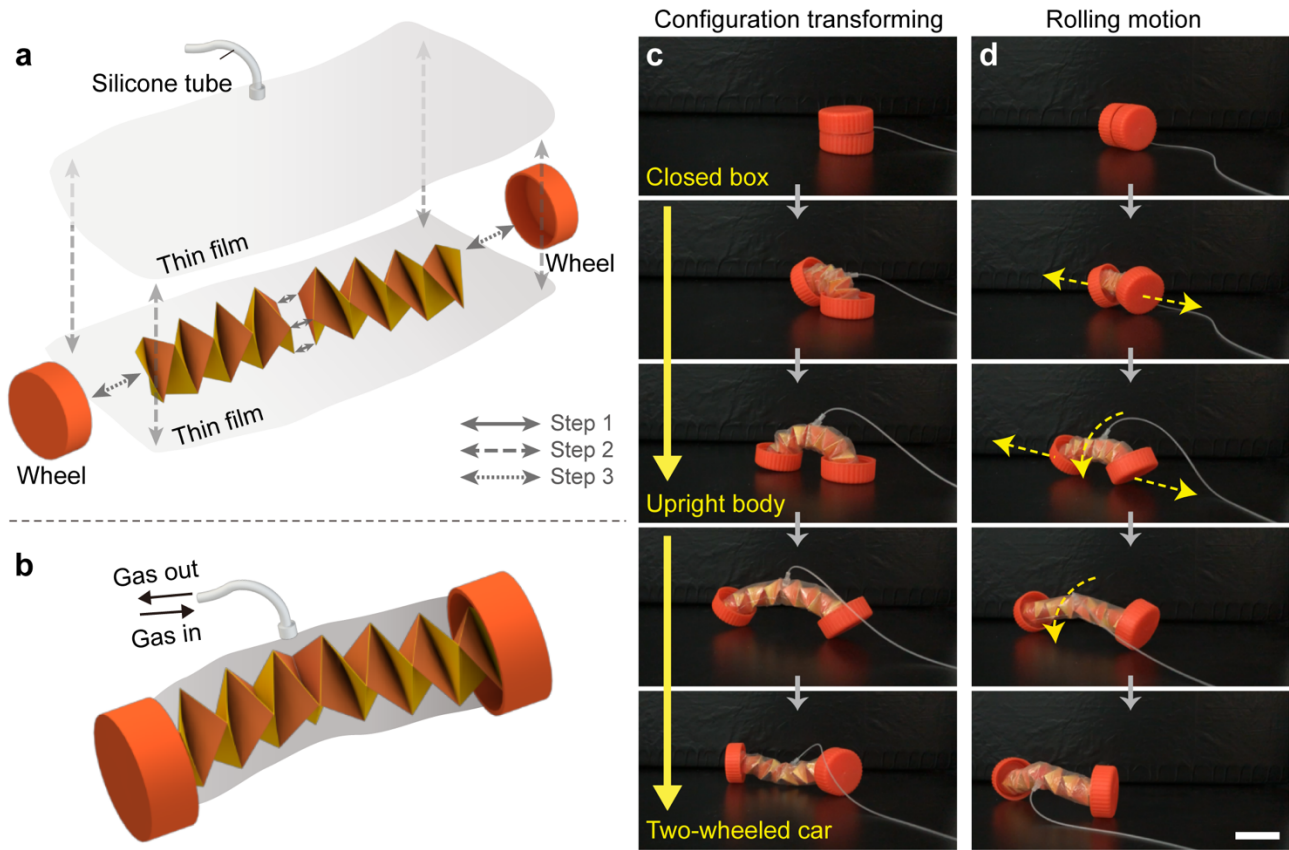 a
Silicone tube
Thin film
Wheel
Thin film
Wheel
Step 1
Step 2
Step 3
b
Gas out
Gas in
Configuration transforming
c
Closed box
Upright body
Two-wheeled car
Rolling motion
d